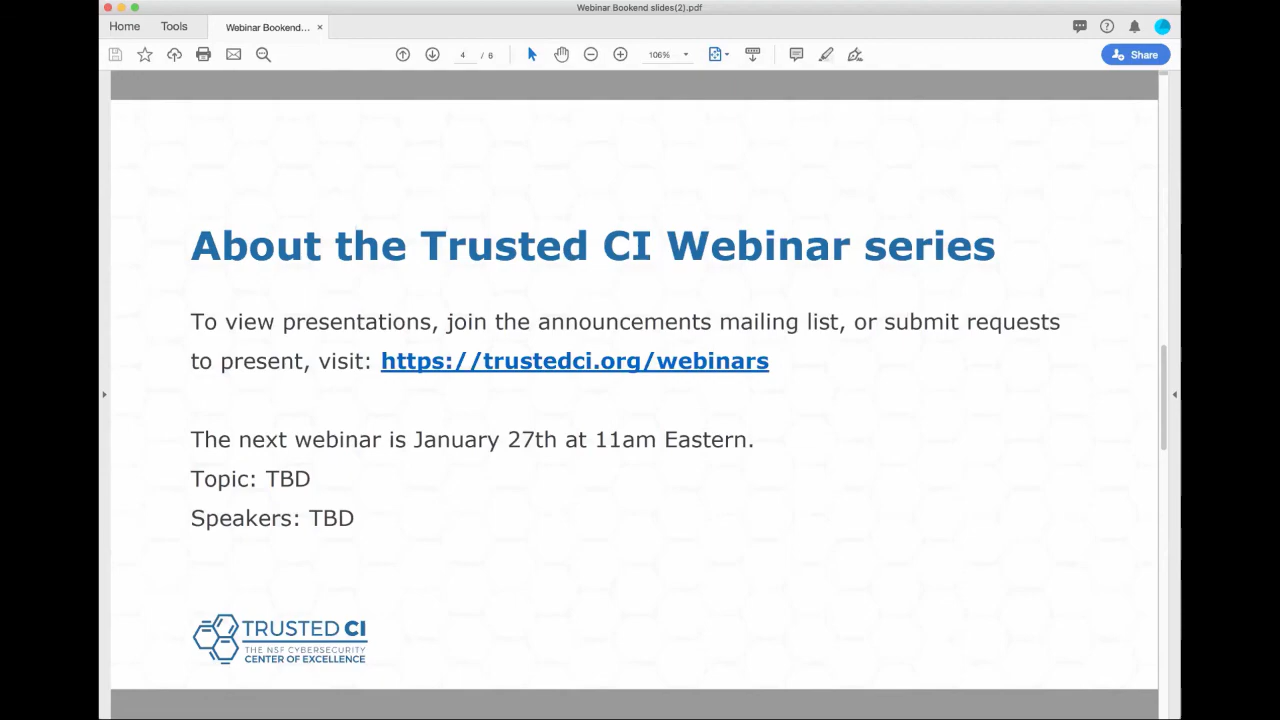 Webinar Bookend slides(2).pdf
Home
Tools
Webinar Bookend...
4 / 6
106%
Share
About the Trusted CI Webinar series
To view presentations, join the announcements mailing list, or submit requests
to present, visit: https://trustedci.org/webinars
The next webinar is January 27th at 11am Eastern.
Topic: TBD
Speakers: TBD
TRUSTED CI
THE NSF CYBERSECURITY
CENTER OF EXCELLENCE